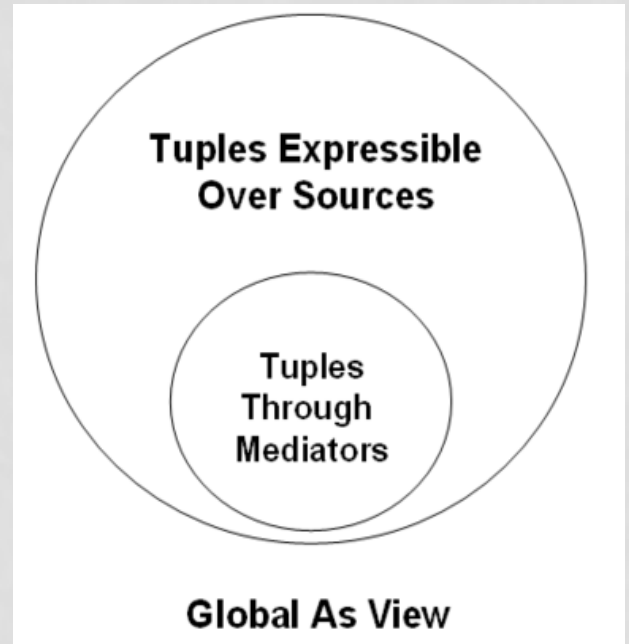 Tuples Expressible
Over Sources
Tuples
Through
Mediators
Global As View